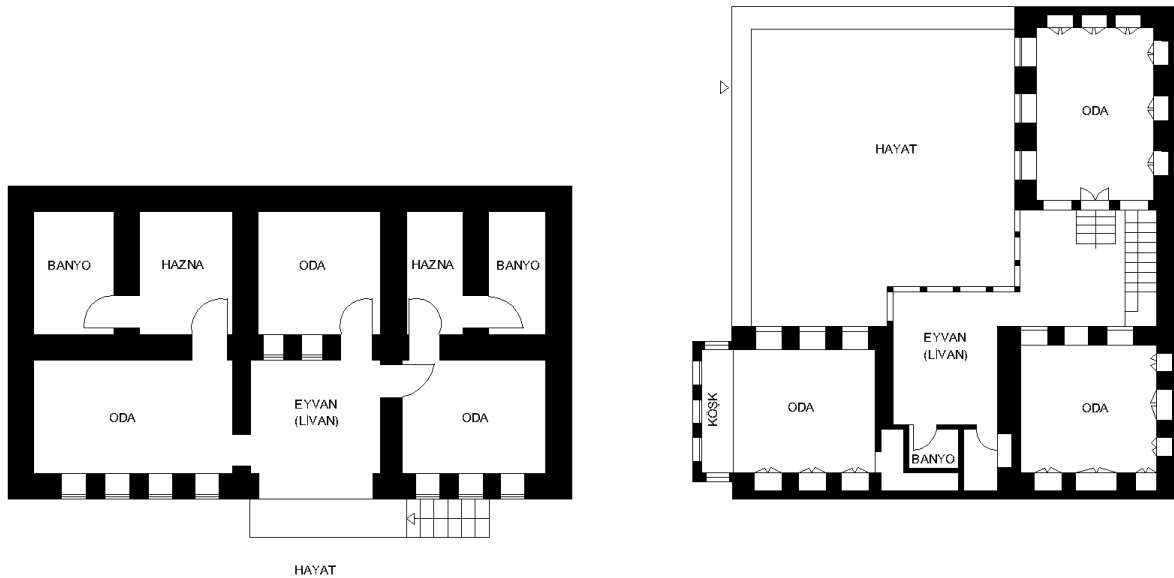 BANYO
HAZNA
ODA
HAZNA
BANYO
ODA
EYVAN
(LİVAN)
ODA
HAYAT
ODA
HAYAT
EYVAN
(LİVAN)
KÖŞK
ODA
ODA
BANYO